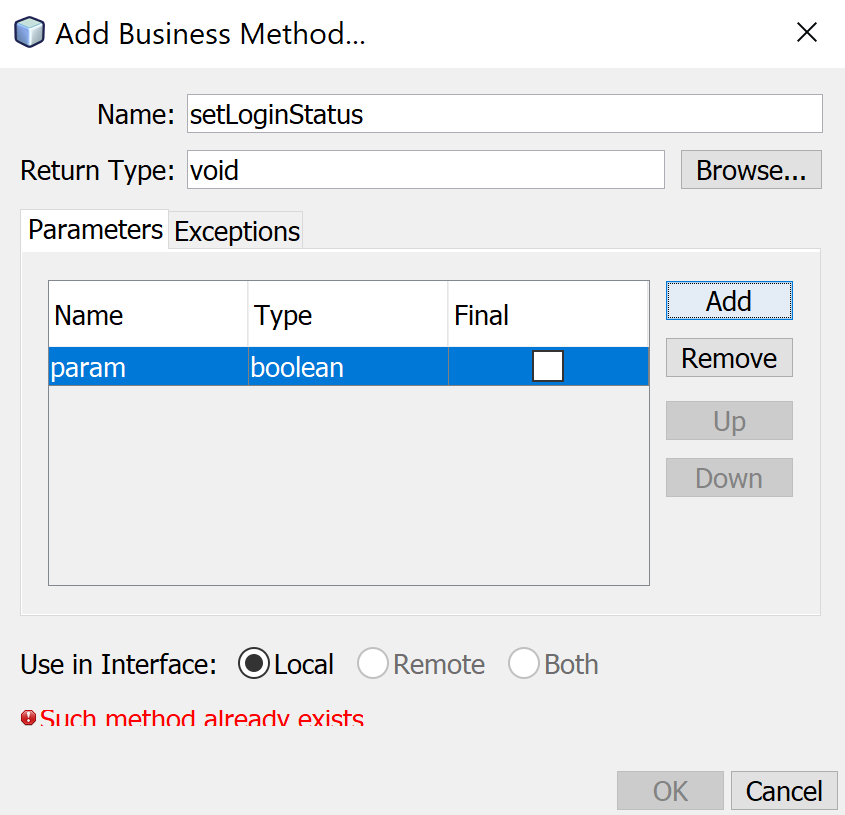 Add Business Method...
Name: setLoginStatus
Return Type: void Browse...
Parameters Exceptions
Name Type Final Add
param boolean Remove
Up
Down
Use in Interface: Local Remote Both
Such method already exists
OK Cancel